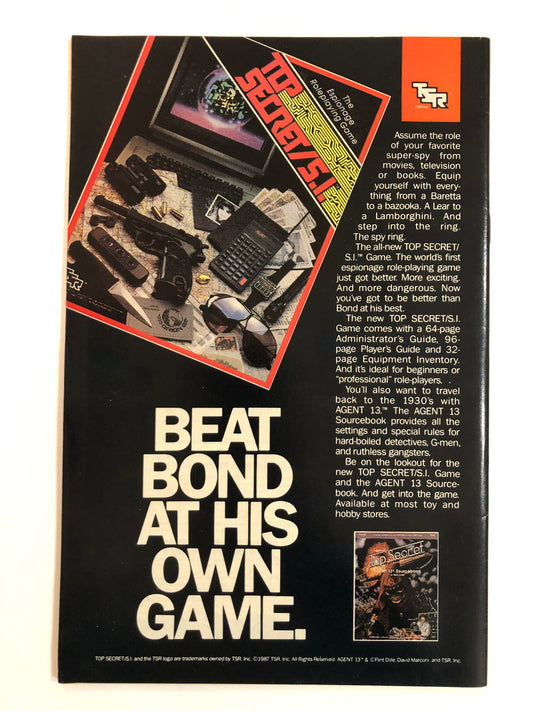 TOP
SECRET/S.I.
The
Espionage
Roleplaying Game
TSR
TSR
Assume the role
of your favorite
super-spy from
movies, television
or books. Equip
yourself with every-
thing from a Baretta
to a bazooka. A Lear to
a Lamborghini. And
step into the ring.
The spy ring.
The all-new TOP SECRET/
S.I.™ Game. The world's first
espionage role-playing game
just got better. More exciting.
And more dangerous. Now
you've got to be better than
Bond at his best.
The new TOP SECRET/S.I.
Game comes with a 64-page
Administrator's Guide, 96-
page Player's Guide and 32-
page Equipment Inventory.
And it's ideal for beginners or
"professional" role-players.
You'll also want to travel
back to the 1930's with
AGENT 13.™ The AGENT 13
Sourcebook provides all the
settings and special rules for
hard-boiled detectives, G-men,
and ruthless gangsters.
Be on the lookout for the
new TOP SECRET/S.I. Game
and the AGENT 13 Source-
book. And get into the game.
Available at most toy and
hobby stores.
BEAT
BOND
AT HIS
OWN
GAME.
Top Secret
Sourcebook
TOP SECRET/S.I. and the TSR logo are trademarks owned by TSR, Inc. ©1987 TSR, Inc. All Rights Reserved. AGENT 13™ & © Flint Dille, David Marconi and TSR, Inc.